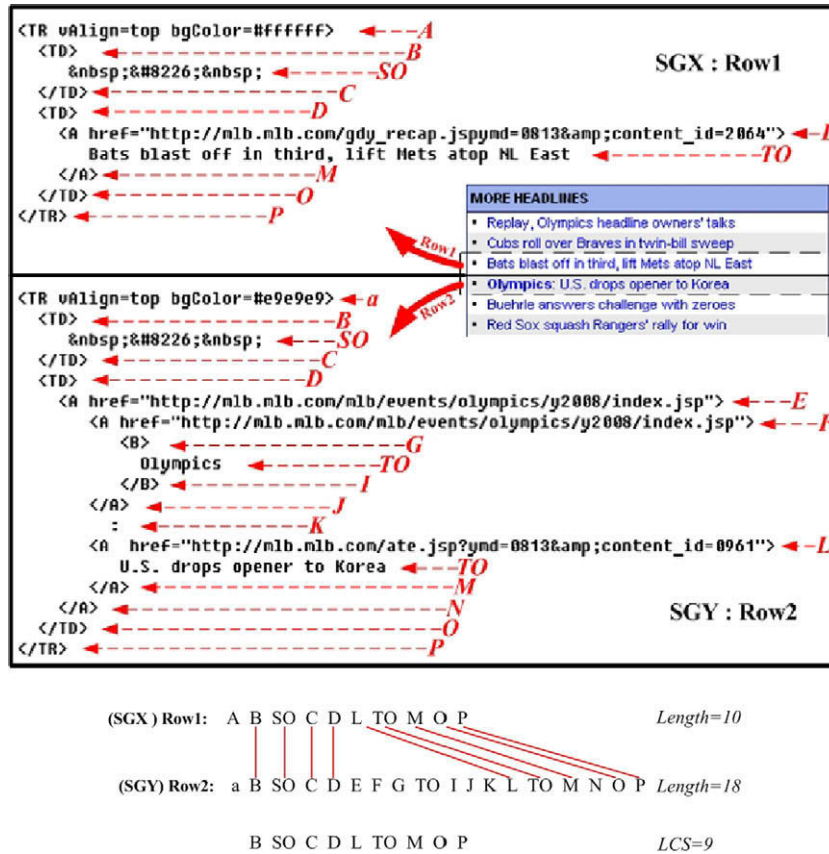 <TR vAlign=top bgColor=#ffffff> A
<TD> B
&nbsp;&#8226;&nbsp; SO
</TD> C
<TD> D
<A href="http://mlb.mlb.com/gdy_recap.jspymd=0813&amp;content_id=2064"> L
Bats blast off in third, lift Mets atop NL East TO
</A> M
</TD> O
</TR> P
SGX : Row1
MORE HEADLINES
• Replay, Olympics headline owners' talks
• Cubs roll over Braves in twin-bill sweep
• Bats blast off in third, lift Mets atop NL East
• Olympics: U.S. drops opener to Korea
• Buehrle answers challenge with zeroes
• Red Sox squash Rangers' rally for win
Row1
Row2
<TR vAlign=top bgColor=#e9e9e9> a
<TD> B
&nbsp;&#8226;&nbsp; SO
</TD> C
<TD> D
<A href="http://mlb.mlb.com/mlb/events/olympics/y2008/index.jsp"> E
<A href="http://mlb.mlb.com/mlb/events/olympics/y2008/index.jsp"> F
<B> G
Olympics TO
</B> I
</A> J
: K
<A href="http://mlb.mlb.com/ate.jsp?ymd=0813&amp;content_id=0961"> L
U.S. drops opener to Korea TO
</A> M
</A> N
</TD> O
</TR> P
SGY : Row2
(SGX ) Row1: A B SO C D L TO M O P Length=10
(SGY) Row2: a B SO C D E F G TO I J K L TO M N O P Length=18
B SO C D L TO M O P LCS=9